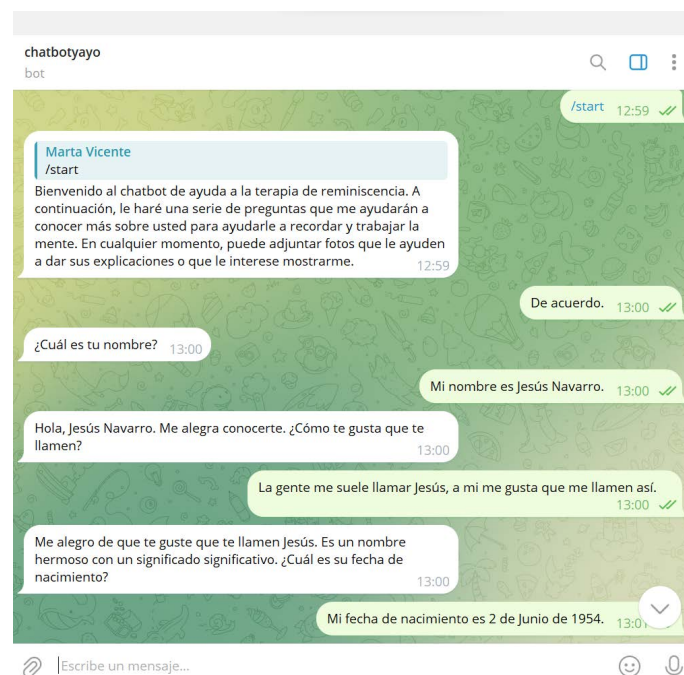 chatbotyayo
bot
/start 12:59
Marta Vicente
/start
Bienvenido al chatbot de ayuda a la terapia de reminiscencia. A
continuación, le haré una serie de preguntas que me ayudarán a
conocer más sobre usted para ayudarle a recordar y trabajar la
mente. En cualquier momento, puede adjuntar fotos que le ayuden
a dar sus explicaciones o que le interese mostrarme. 12:59
De acuerdo. 13:00
¿Cuál es tu nombre? 13:00
Mi nombre es Jesús Navarro. 13:00
Hola, Jesús Navarro. Me alegra conocerte. ¿Cómo te gusta que te
llamen? 13:00
La gente me suele llamar Jesús, a mi me gusta que me llamen así.
13:00
Me alegro de que te guste que te llamen Jesús. Es un nombre
hermoso con un significado significativo. ¿Cuál es su fecha de
nacimiento? 13:00
Mi fecha de nacimiento es 2 de Junio de 1954.
Escribe un mensaje...